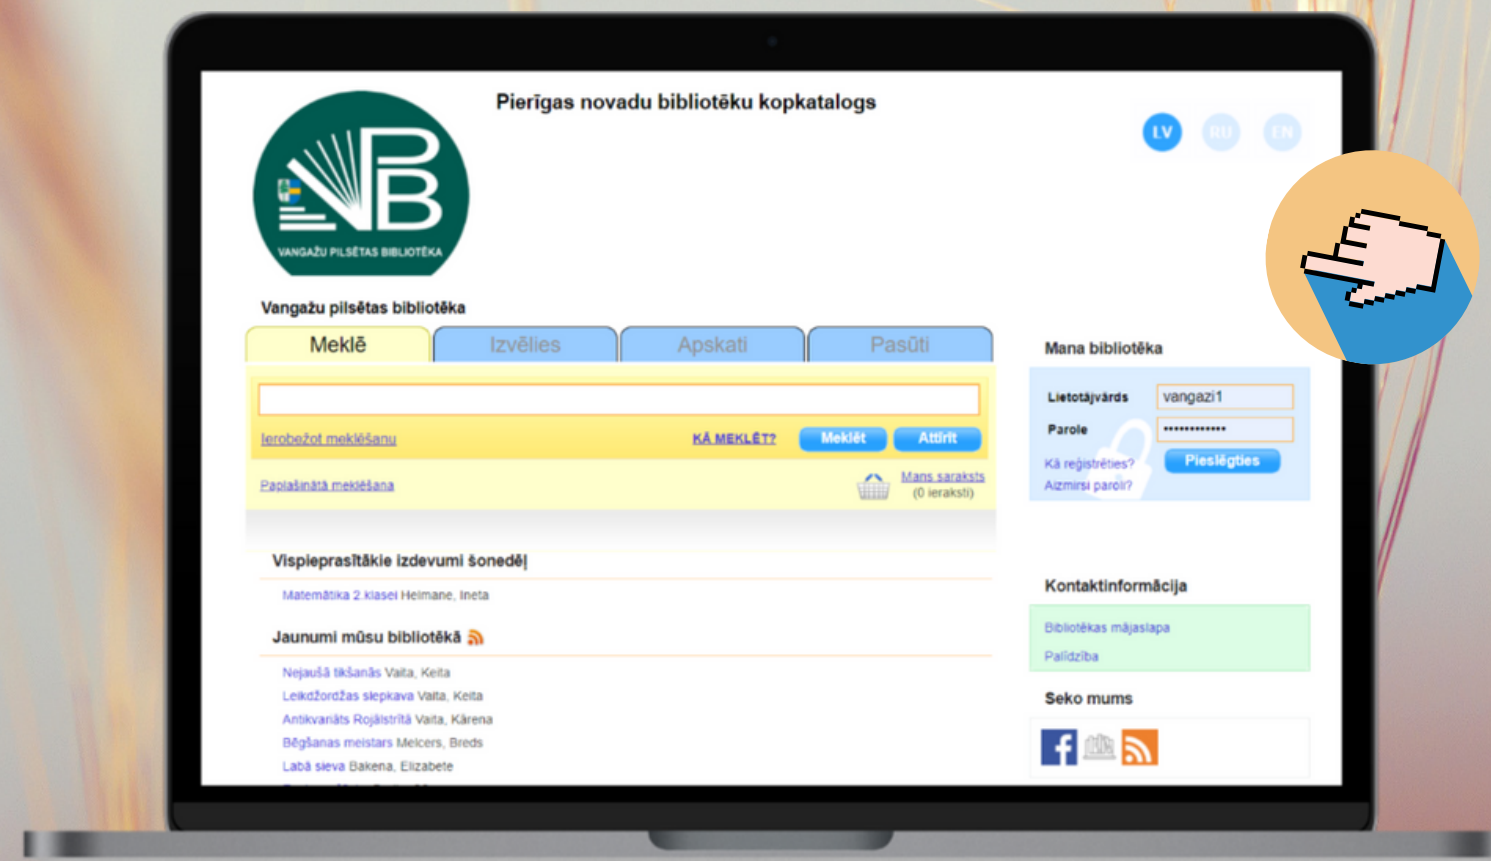 Pierīgas novadu bibliotēku kopkatalogs
LV RU EN
VPB
VANGAŽU PILSĒTAS BIBLIOTĒKA
Vangažu pilsētas bibliotēka
Meklē Izvēlies Apskati Pasūti
Ierobežot meklēšanu KĀ MEKLĒT? Meklēt Attīrīt
Paplašinātā meklēšana Mans saraksts
(0 ieraksti)
Mana bibliotēka
Lietotājvārds vangazi1
Parole ••••••••••••
Kā reģistrēties? Pieslēgties
Aizmirsi paroli?
Vispieprasītākie izdevumi šonedēļ
Matemātika 2.klasei Helmane, Ineta
Jaunumi mūsu bibliotēkā
Nejaušā tikšanās Vaita, Keita
Leikdžordžas slepkava Vaita, Keita
Antikvariāts Rojālstrītā Vaita, Kārena
Bēgšanas meistars Melcers, Breds
Labā sieva Bakena, Elizabete
Kontaktinformācija
Bibliotēkas mājaslapa
Palīdzība
Seko mums
f